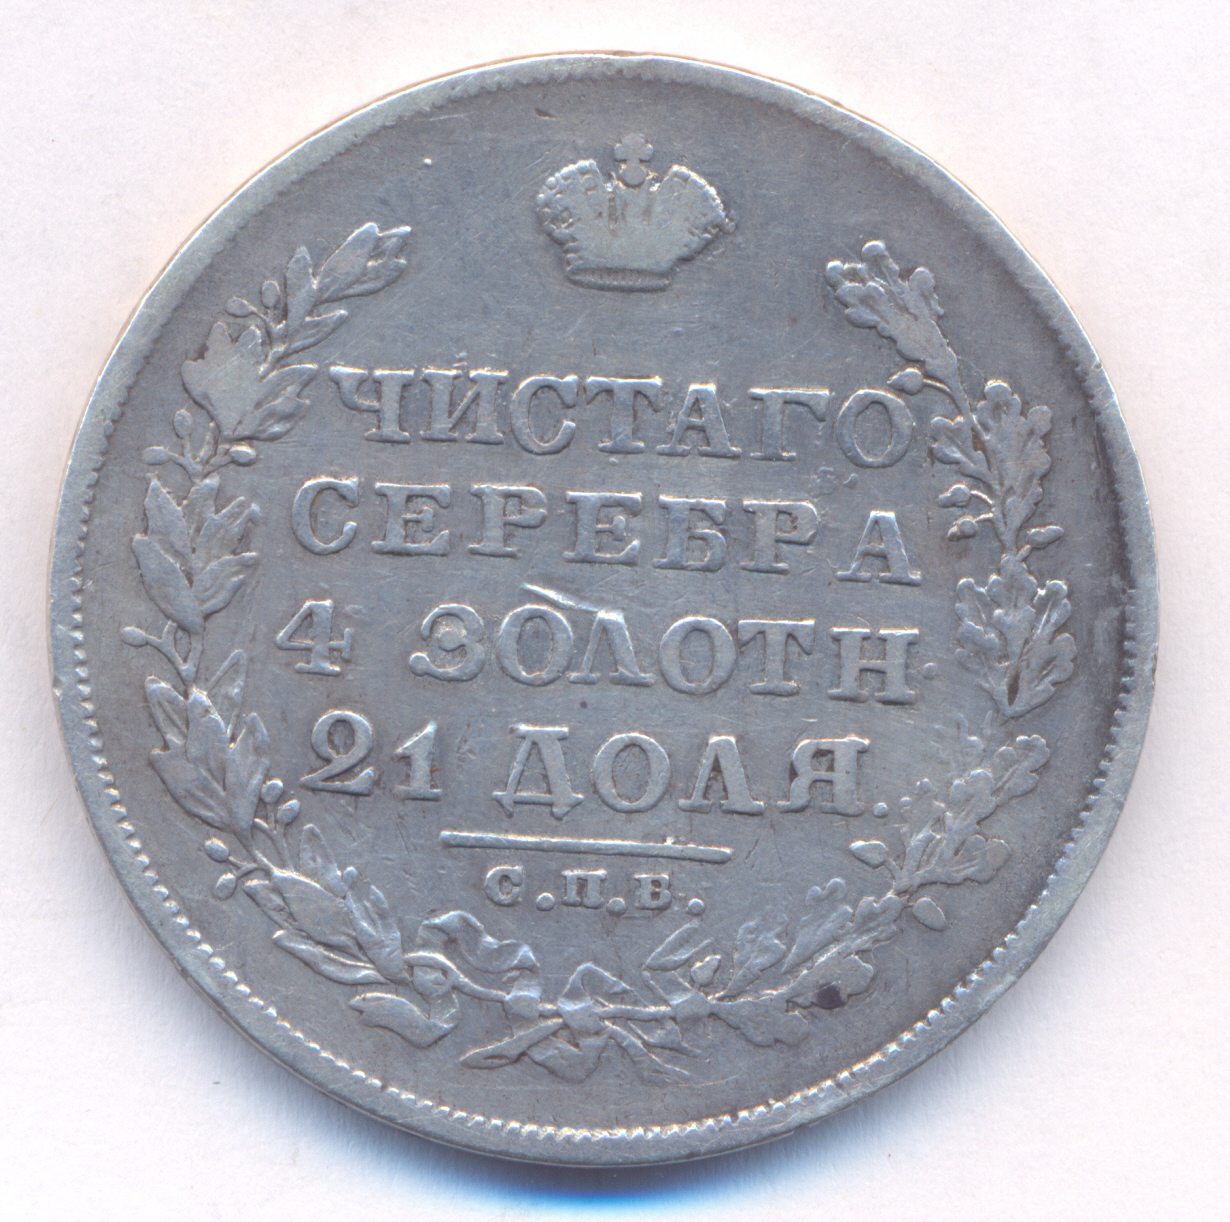 ЧИСТАГО
СЕРЕБРА
4 ЗОЛОТН.
21 ДОЛЯ.
С.П.Б.